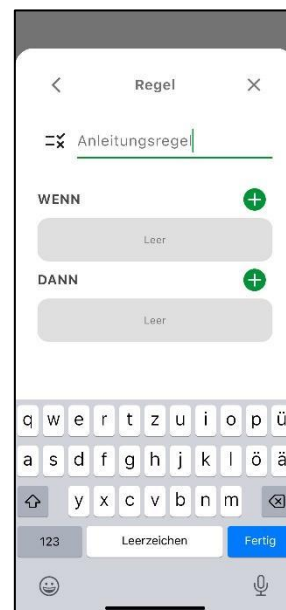 Regel
Anleitungsregel
WENN
Leer
DANN
Leer
q w e r t z u i o p ü
a s d f g h j k l ö ä
y x c v b n m
123 Leerzeichen Fertig